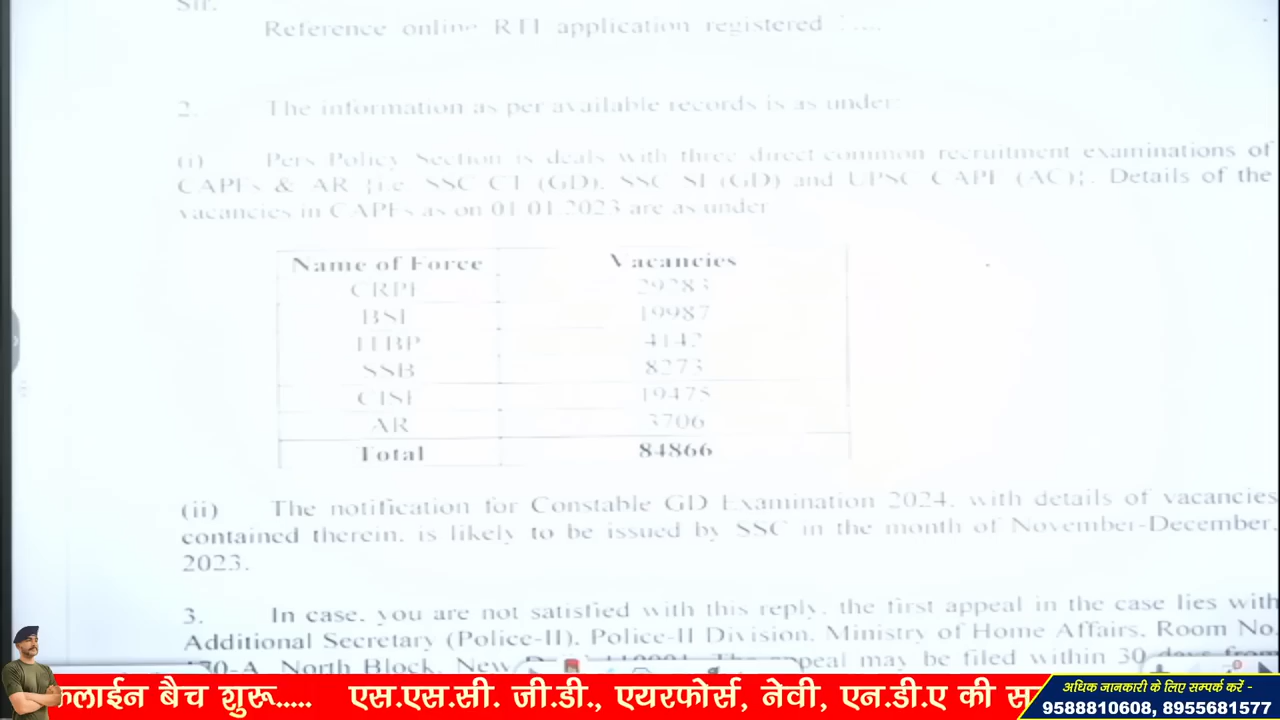 Sir.
Reference online RTI application registered
2. The information as per available records is as under
(i) Pers Policy Section is deals with three direct common recruitment examinations of
CAPFs & AR {i.e. SSC CT (GD), SSC SI (GD) and UPSC CAPF (AC)}. Details of the
vacancies in CAPFs as on 01.01.2023 are as under
Name of Force Vacancies
CRPF 29283
BSF 19987
ITBP 4142
SSB 8273
CISF 19475
AR 3706
Total 84866
(ii) The notification for Constable GD Examination 2024, with details of vacancies
contained therein, is likely to be issued by SSC in the month of November-December,
2023.
3. In case, you are not satisfied with this reply, the first appeal in the case lies with
Additional Secretary (Police-II), Police-II Division, Ministry of Home Affairs, Room No.
North Block, New appeal may be filed within 30 days from
लाईन बैच शुरू..... एस.एस.सी. जी.डी., एयरफोर्स, नेवी, एन.डी.ए की
अधिक जानकारी के लिए सम्पर्क करें -
9588810608, 8955681577